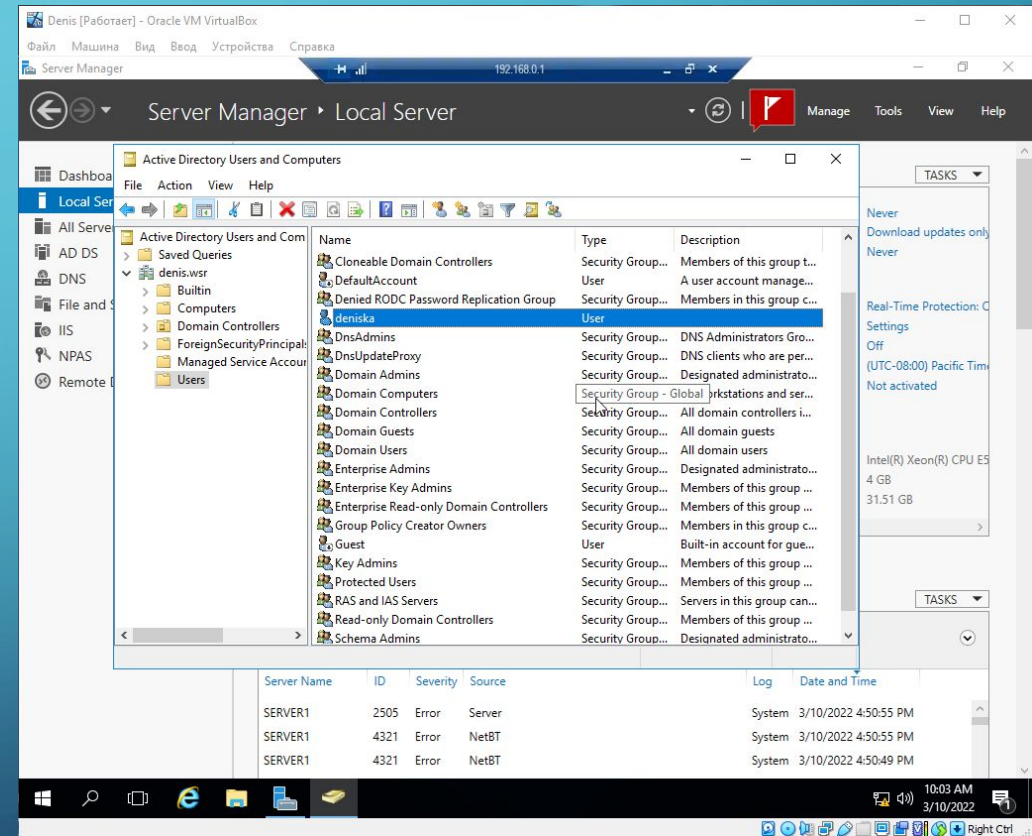 Denis [Работает] - Oracle VM VirtualBox
Файл Машина Вид Ввод Устройства Справка
Server Manager
192.168.0.1
Server Manager ‣ Local Server
Manage Tools View Help
Dashboa
Local Ser
All Server
AD DS
DNS
File and S
IIS
NPAS
Remote D
Active Directory Users and Computers
File Action View Help
Active Directory Users and Com
Saved Queries
denis.wsr
Builtin
Computers
Domain Controllers
ForeignSecurityPrincipals
Managed Service Accour
Users
Name Type Description
Cloneable Domain Controllers Security Group... Members of this group t...
DefaultAccount User A user account manage...
Denied RODC Password Replication Group Security Group... Members in this group c...
deniska User
DnsAdmins Security Group... DNS Administrators Gro...
DnsUpdateProxy Security Group... DNS clients who are per...
Domain Admins Security Group... Designated administrato...
Domain Computers Security Group - Global orkstations and ser...
Domain Controllers Security Group... All domain controllers i...
Domain Guests Security Group... All domain guests
Domain Users Security Group... All domain users
Enterprise Admins Security Group... Designated administrato...
Enterprise Key Admins Security Group... Members of this group ...
Enterprise Read-only Domain Controllers Security Group... Members of this group ...
Group Policy Creator Owners Security Group... Members in this group c...
Guest User Built-in account for gue...
Key Admins Security Group... Members of this group ...
Protected Users Security Group... Members of this group ...
RAS and IAS Servers Security Group... Servers in this group can...
Read-only Domain Controllers Security Group... Members of this group ...
Schema Admins Security Group... Designated administrato...
TASKS
Never
Download updates only
Never
Real-Time Protection: O
Settings
Off
(UTC-08:00) Pacific Time
Not activated
Intel(R) Xeon(R) CPU E5
4 GB
31.51 GB
TASKS
Server Name ID Severity Source Log Date and Time
SERVER1 2505 Error Server System 3/10/2022 4:50:55 PM
SERVER1 4321 Error NetBT System 3/10/2022 4:50:55 PM
SERVER1 4321 Error NetBT System 3/10/2022 4:50:49 PM
10:03 AM
3/10/2022
1
Right Ctrl